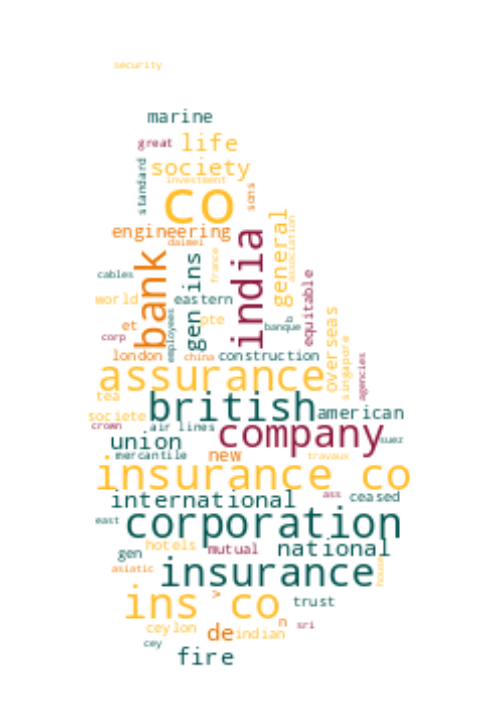 security
marine
great life
standard
society
investment
co
sons
engineering
daimei
general
association
bank
india
gen ins
france
cables
world
eastern
equitable
et
pte
employees
b
banque
corp
london
china
construction
overseas
singapore
agencies
assurance
tea
british
societe
american
crown
air lines
company
union
suez
mercantile
new
travaux
insurance co
international
ass
ceased
east
corporation
hotels
mutual
national
gen
asiatic
insurance
house
>
ins co
trust
ceylon
de
indian
n
sri
cey
fire